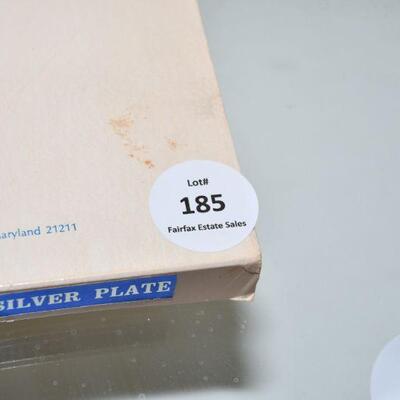 Lot#
185
Fairfax Estate Sales
aryland 21211
SILVER PLATE